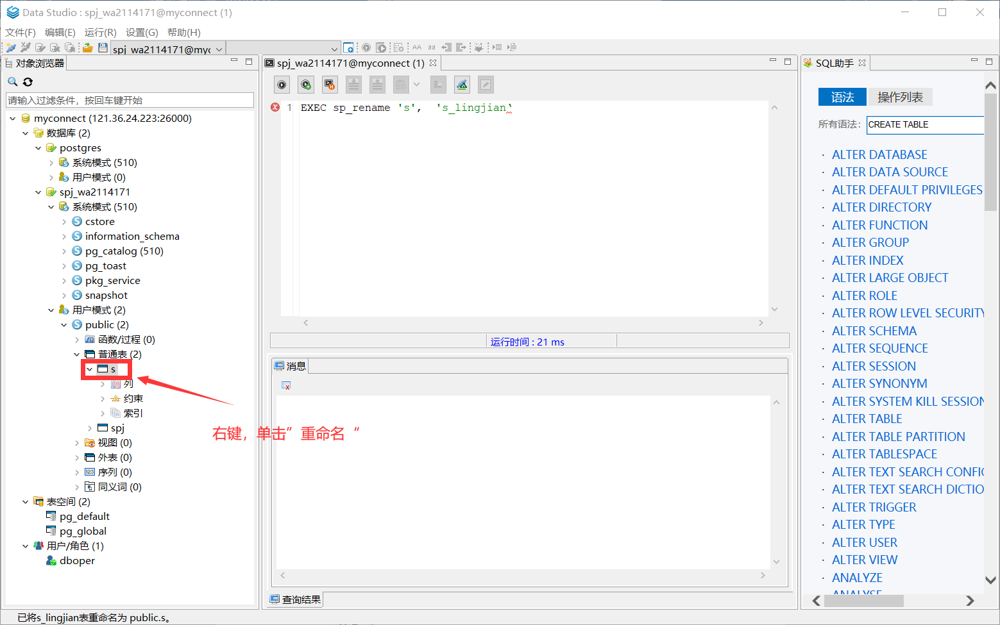 Data Studio : spj_wa2114171@myconnect (1)
文件(F) 编辑(E) 运行(R) 设置(G) 帮助(H)
AA aa
spj_wa2114171@myc
对象浏览器
请输入过滤条件，按回车键开始
myconnect (121.36.24.223:26000)
数据库 (2)
postgres
系统模式 (510)
用户模式 (0)
spj_wa2114171
系统模式 (510)
cstore
information_schema
pg_catalog (510)
pg_toast
pkg_service
snapshot
用户模式 (2)
public (2)
函数/过程 (0)
普通表 (2)
s
列
约束
索引
spj
视图 (0)
外表 (0)
序列 (0)
同义词 (0)
表空间 (2)
pg_default
pg_global
用户/角色 (1)
dboper
右键，单击”重命名“
spj_wa2114171@myconnect (1)
1 EXEC sp_rename 's',  's_lingjian‘
运行时间 : 21 ms
消息
查询结果
SQL助手
语法 操作列表
所有语法: CREATE TABLE
· ALTER DATABASE
· ALTER DATA SOURCE
· ALTER DEFAULT PRIVILEGES
· ALTER DIRECTORY
· ALTER FUNCTION
· ALTER GROUP
· ALTER INDEX
· ALTER LARGE OBJECT
· ALTER ROLE
· ALTER ROW LEVEL SECURITY
· ALTER SCHEMA
· ALTER SEQUENCE
· ALTER SESSION
· ALTER SYNONYM
· ALTER SYSTEM KILL SESSION
· ALTER TABLE
· ALTER TABLE PARTITION
· ALTER TABLESPACE
· ALTER TEXT SEARCH CONFIG
· ALTER TEXT SEARCH DICTIO
· ALTER TRIGGER
· ALTER TYPE
· ALTER USER
· ALTER VIEW
· ANALYZE
· ANALYSE
已将s_lingjian表重命名为 public.s。